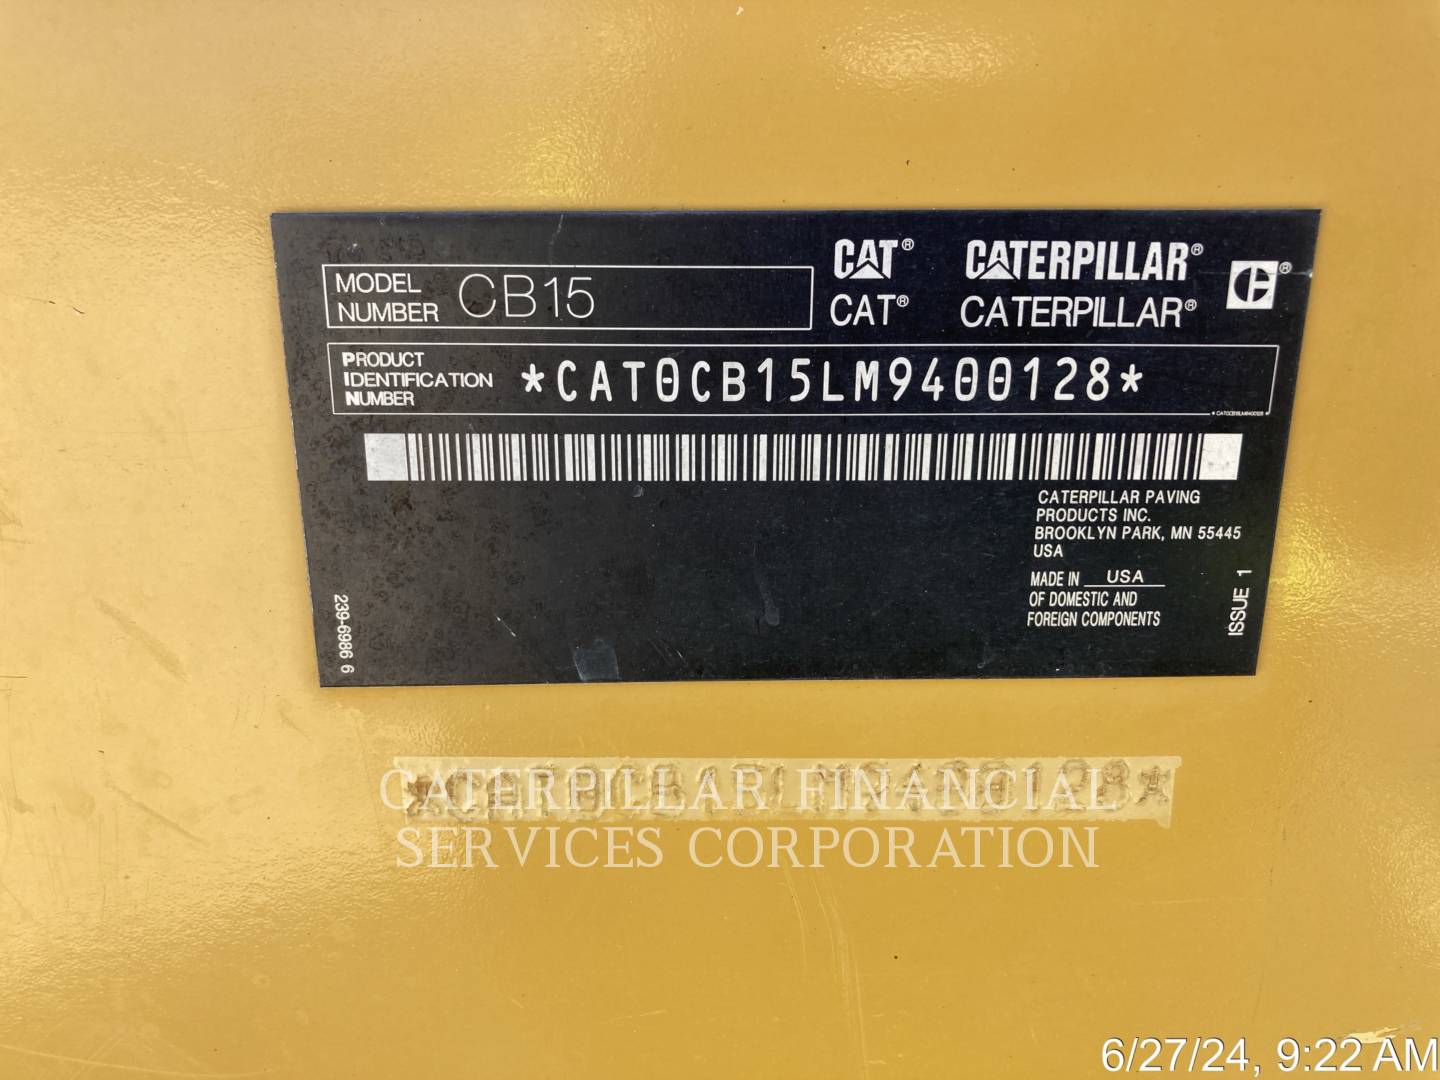 CAT® CATERPILLAR®
MODEL NUMBER CB15
CAT® CATERPILLAR®
PRODUCT IDENTIFICATION NUMBER *CAT0CB15LM9400128*
*CAT0CB15LM9400128*
CATERPILLAR PAVING
PRODUCTS INC.
BROOKLYN PARK, MN 55445
USA
MADE IN USA
OF DOMESTIC AND
FOREIGN COMPONENTS
239-6986 6
ISSUE 1
*CAT0CB15LM9400128*
CATERPILLAR FINANCIAL
SERVICES CORPORATION
6/27/24, 9:22 AM